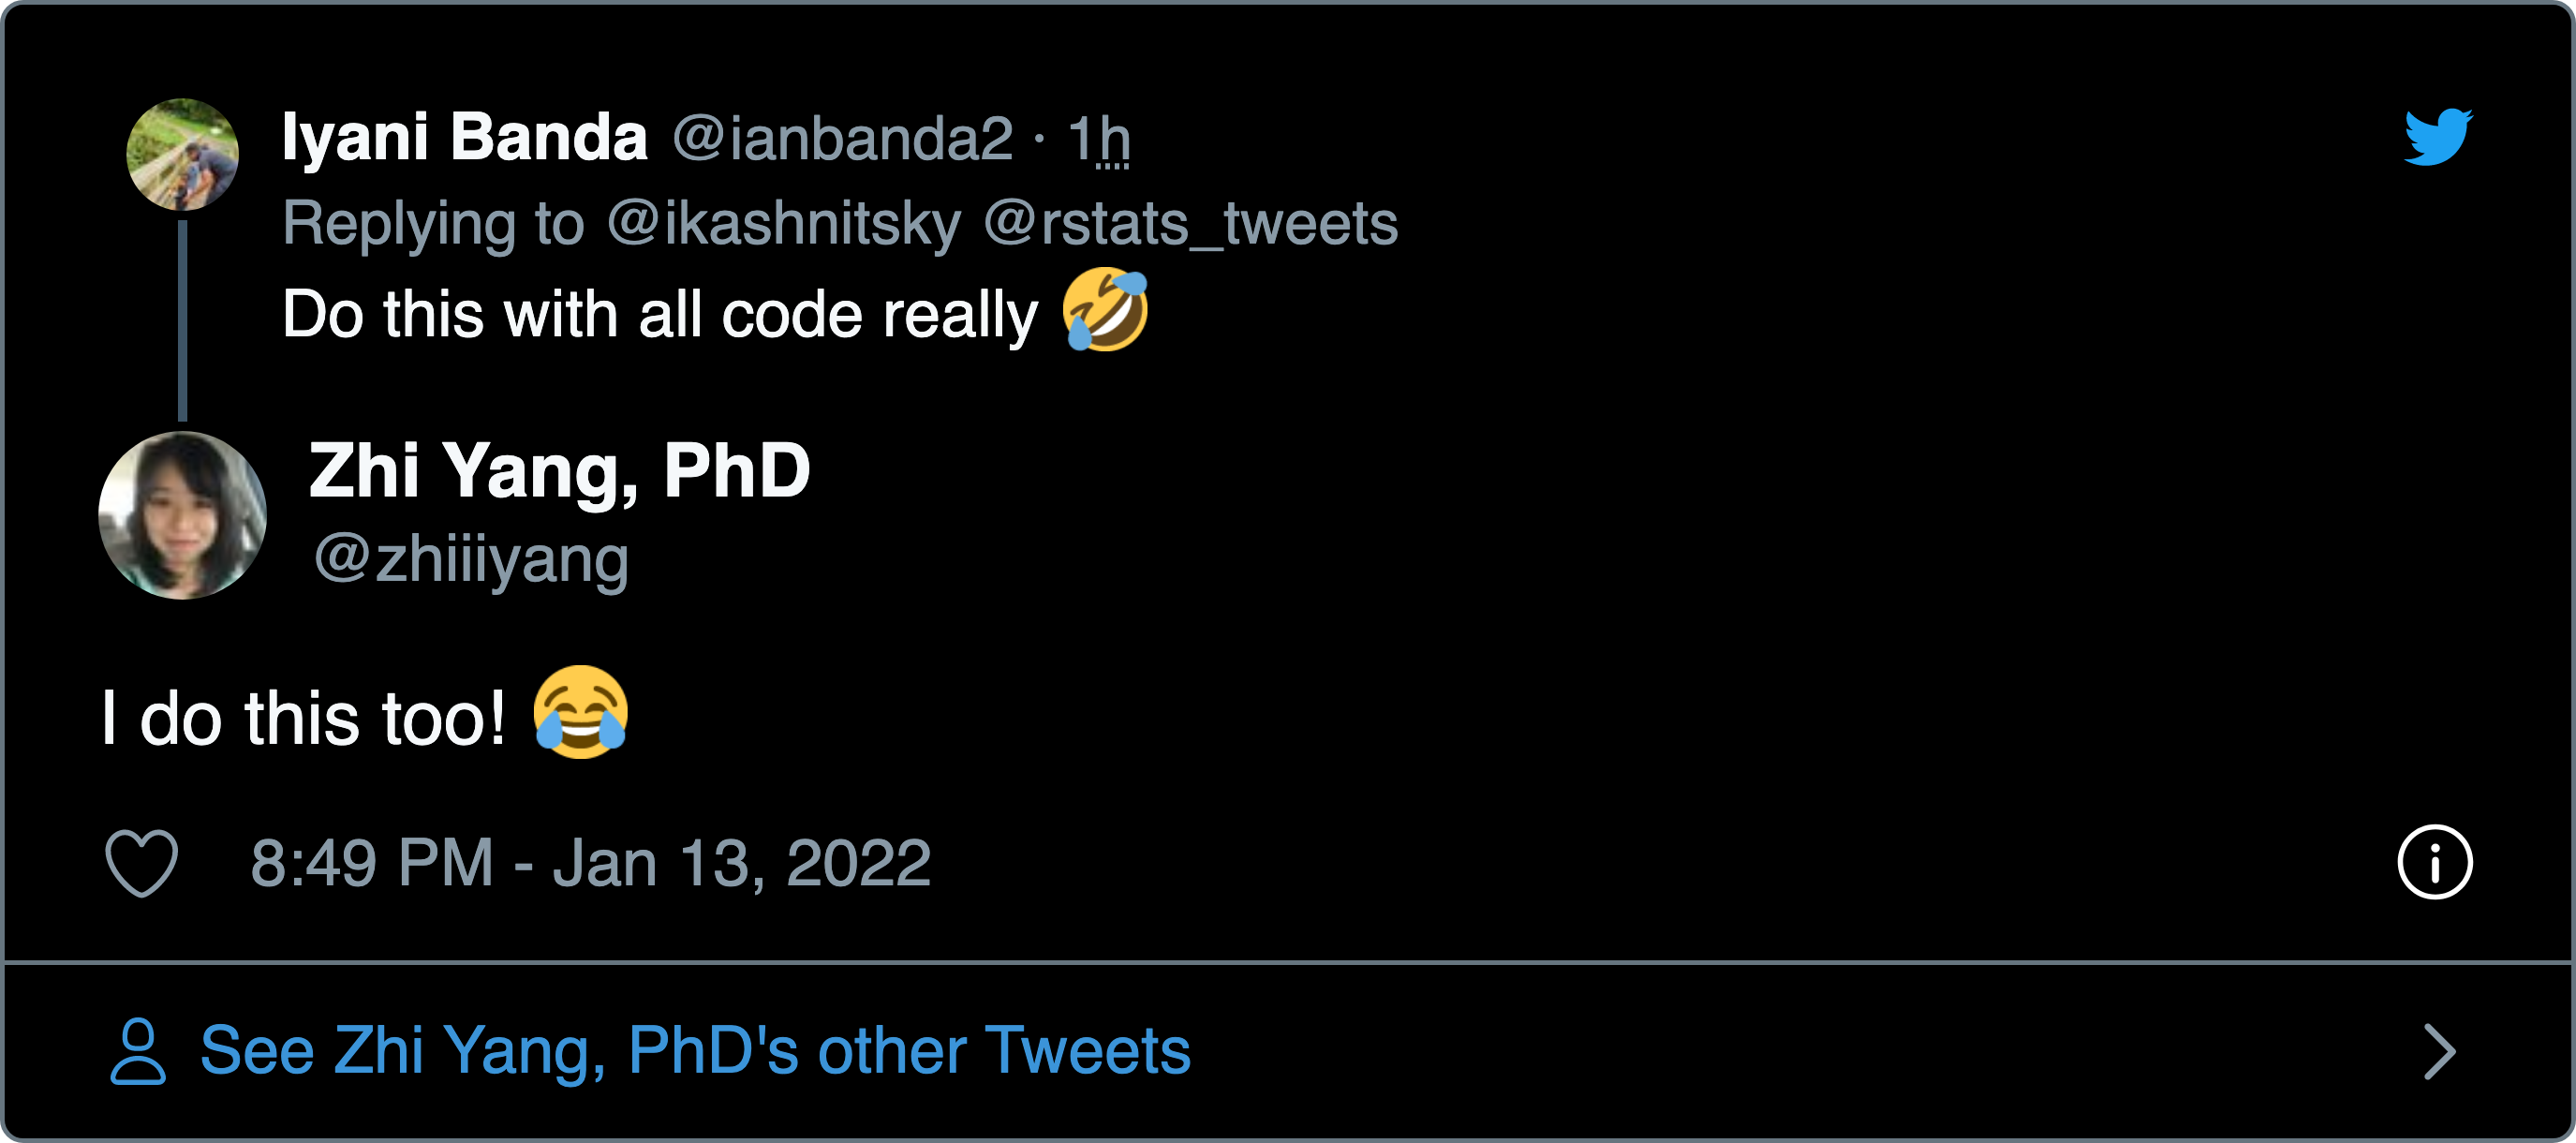 Iyani Banda @ianbanda2 · 1h
Replying to @ikashnitsky @rstats_tweets
Do this with all code really 🤣
Zhi Yang, PhD
@zhiiiyang
I do this too! 😂
8:49 PM - Jan 13, 2022
See Zhi Yang, PhD's other Tweets